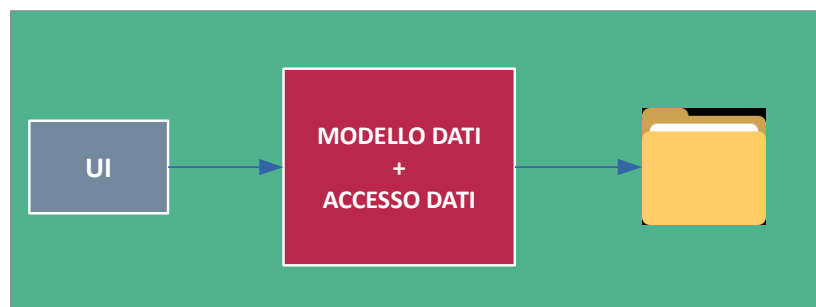 UI
MODELLO DATI
+
ACCESSO DATI